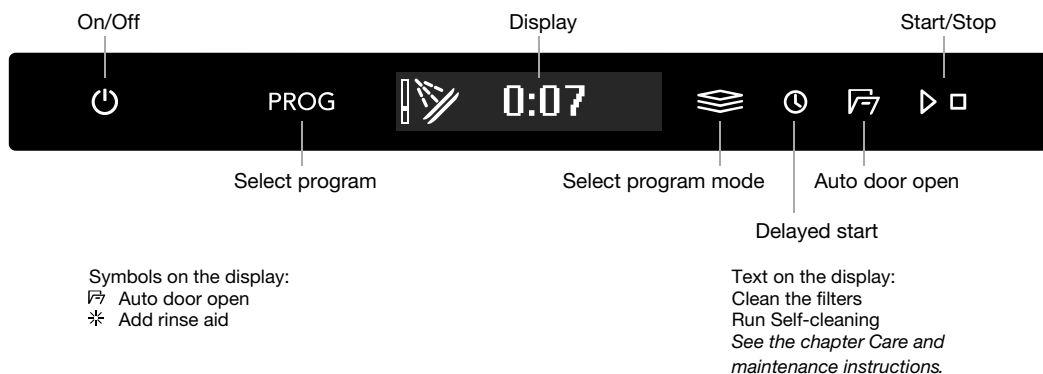 On/Off
Display
Start/Stop
PROG
0:07
Select program
Select program mode
Auto door open
Delayed start
Symbols on the display:
Auto door open
Add rinse aid
Text on the display:
Clean the filters
Run Self-cleaning
See the chapter Care and
maintenance instructions.